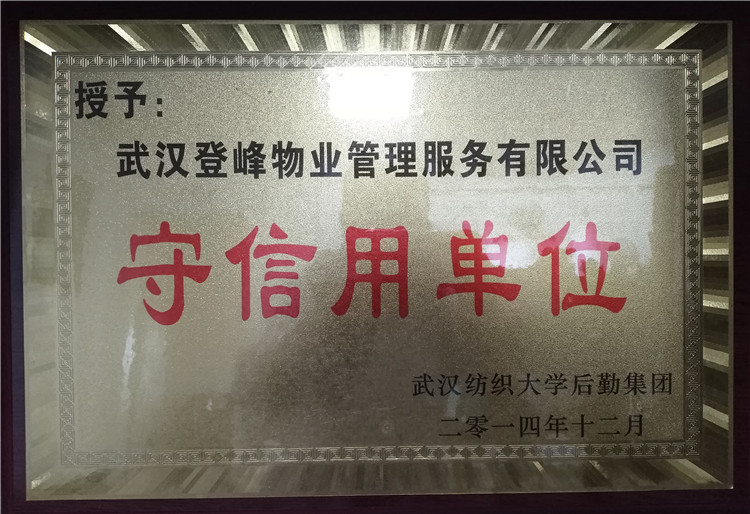 授予：
武汉登峰物业管理服务有限公司
守信用单位
武汉纺织大学后勤集团
二零一四年十二月